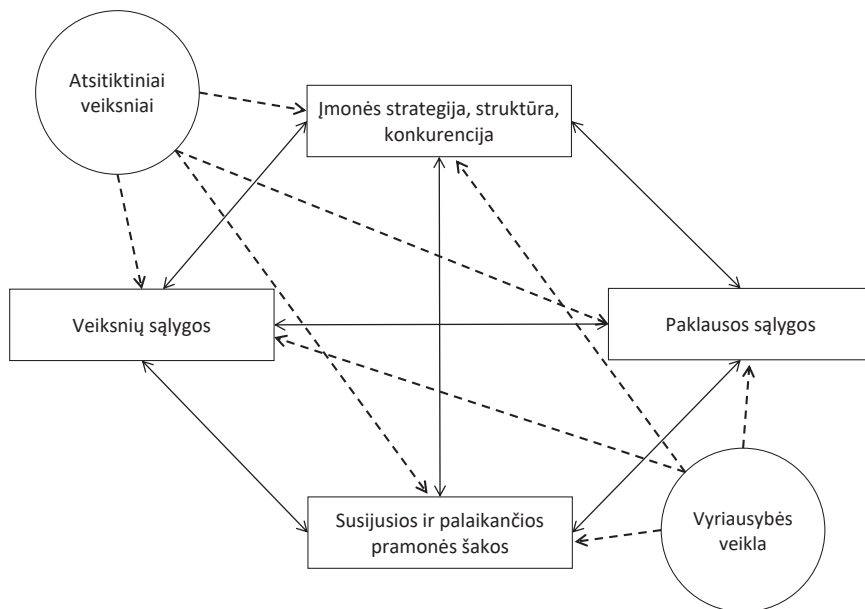 Atsitiktiniai
veiksniai
Įmonės strategija, struktūra,
konkurencija
Veiksnių sąlygos
Paklausos sąlygos
Susijusios ir palaikančios
pramonės šakos
Vyriausybės
veikla